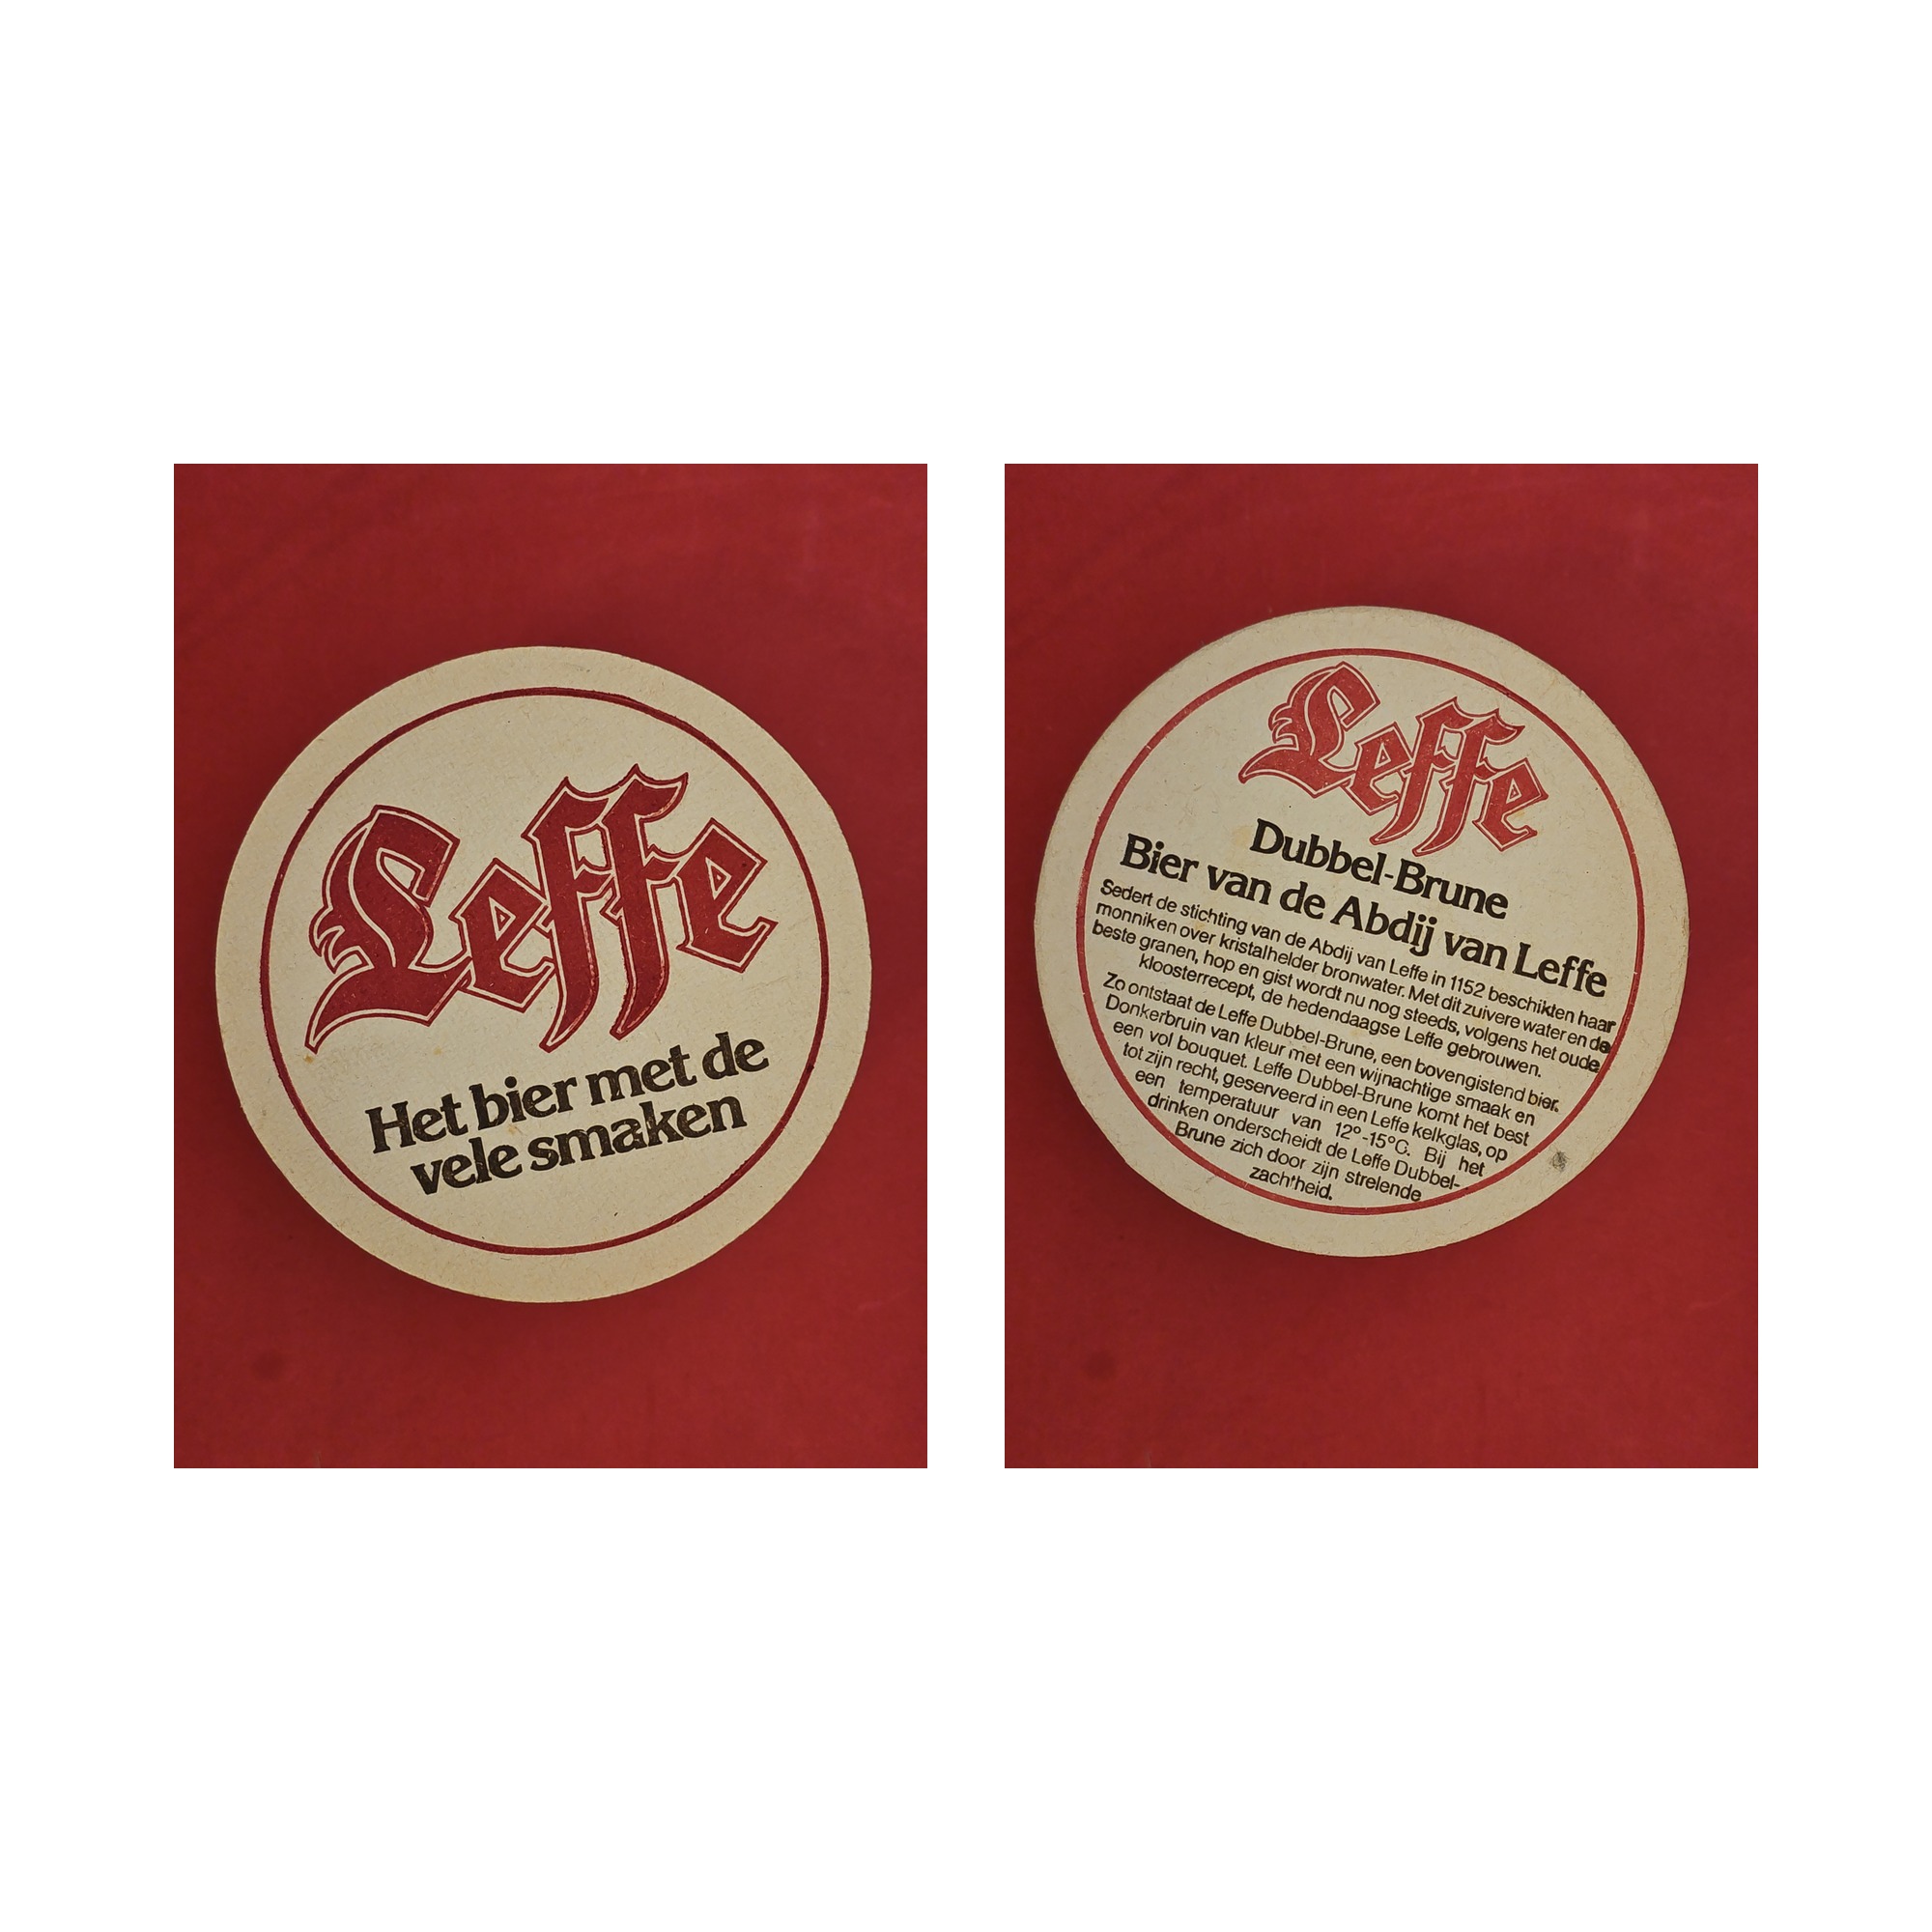 Leffe
Het bier met de
vele smaken
Leffe
Dubbel-Brune
Bier van de Abdij van Leffe
Sedert de stichting van de Abdij van Leffe in 1152 beschikten haar
monniken over kristalhelder bronwater. Met dit zuivere water en de
beste granen, hop en gist wordt nu nog steeds, volgens het oude
kloosterrecept, de hedendaagse Leffe gebrouwen.
Zo ontstaat de Leffe Dubbel-Brune, een bovengistend bier.
Donkerbruin van kleur met een wijnachtige smaak en
een vol bouquet. Leffe Dubbel-Brune komt het best
tot zijn recht, geserveerd in een Leffe kelkglas, op
een temperatuur van 12°-15°C. Bij het
drinken onderscheidt de Leffe Dubbel-
Brune zich door zijn strelende
zachtheid.